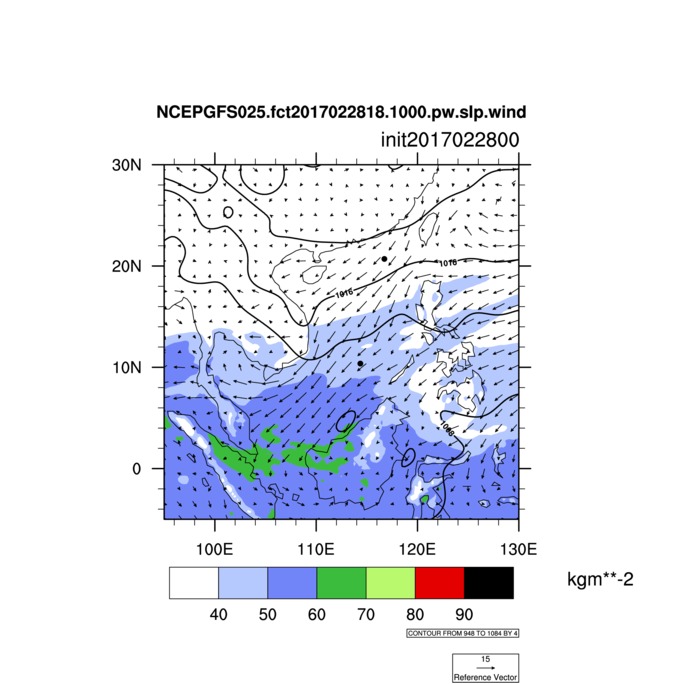 NCEPGFS025.fct2017022818.1000.pw.slp.wind
init2017022800
30N
20N
10N
0
1016
1016
100E 110E 120E 130E
kgm**-2
40 50 60 70 80 90
CONTOUR FROM 948 TO 1084 BY 4
15
Reference Vector